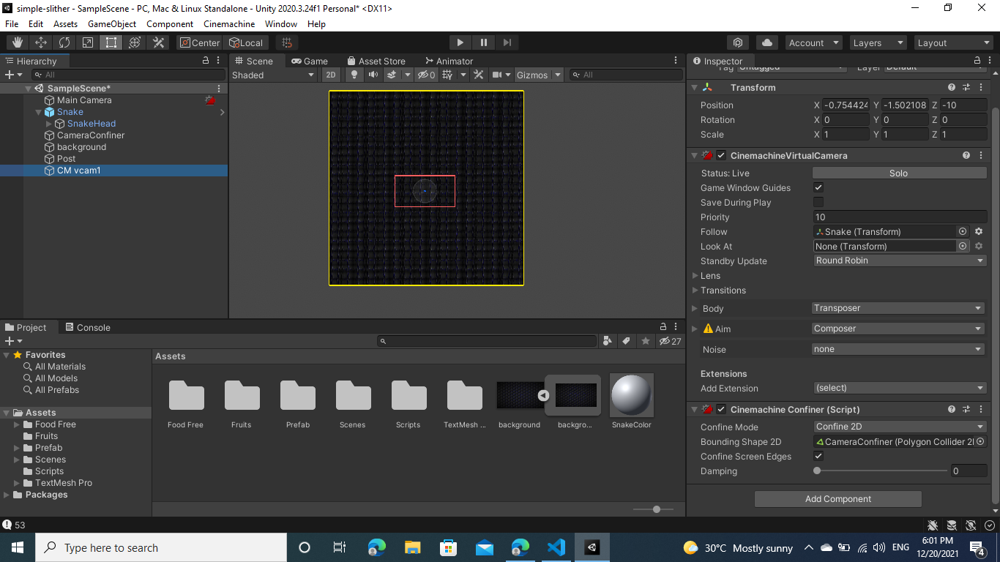 simple-slither - SampleScene - PC, Mac & Linux Standalone - Unity 2020.3.24f1 Personal* <DX11>
File Edit Assets GameObject Component Cinemachine Window Help
Center Local Account Layers Layout
Hierarchy
All
SampleScene*
Main Camera
Snake
SnakeHead
CameraConfiner
background
Post
CM vcam1
Scene Game Asset Store Animator
Shaded 2D 0 Gizmos All
Inspector
Tag Untagged Layer Default
Transform
Position X -0.754424 Y -1.502108 Z -10
Rotation X 0 Y 0 Z 0
Scale X 1 Y 1 Z 1
CinemachineVirtualCamera
Status: Live Solo
Game Window Guides
Save During Play
Priority 10
Follow Snake (Transform)
Look At None (Transform)
Standby Update Round Robin
Lens
Transitions
Body Transposer
Aim Composer
Noise none
Extensions
Add Extension (select)
Cinemachine Confiner (Script)
Confine Mode Confine 2D
Bounding Shape 2D CameraConfiner (Polygon Collider 2
Confine Screen Edges
Damping 0
Add Component
Project Console
27
Favorites
All Materials
All Models
All Prefabs
Assets
Food Free
Fruits
Prefab
Scenes
Scripts
TextMesh Pro
Packages
Assets
Food Free Fruits Prefab Scenes Scripts TextMesh ... background backgro... SnakeColor
53
Type here to search
30°C Mostly sunny
ENG
6:01 PM
12/20/2021
4